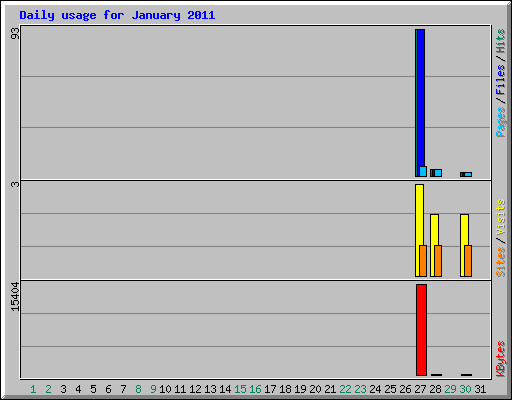 Daily usage for January 2011
93
3
15404
Pages/Files/Hits
Sites/Visits
KBytes
1 2 3 4 5 6 7 8 9 10 11 12 13 14 15 16 17 18 19 20 21 22 23 24 25 26 27 28 29 30 31